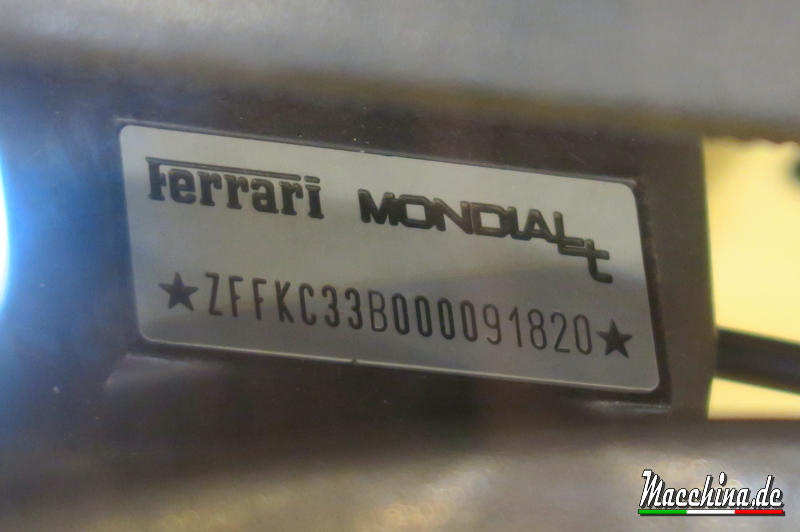 Ferrari MONDIAL t
★ZFFKC33B000091820★
Macchina.de